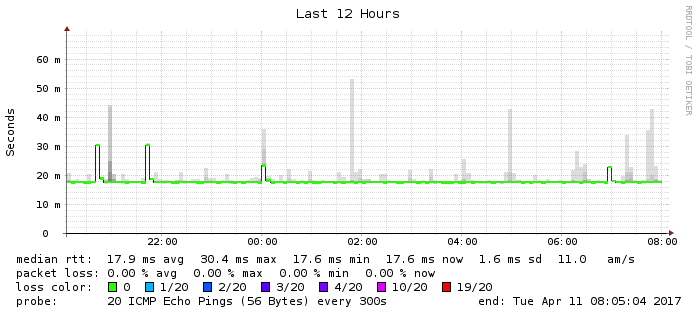 Last 12 Hours
RRDTOOL / TOBI OETIKER
Seconds
60 m
50 m
40 m
30 m
20 m
10 m
0
22:00 00:00 02:00 04:00 06:00 08:00
median rtt: 17.9 ms avg 30.4 ms max 17.6 ms min 17.6 ms now 1.6 ms sd 11.0 am/s
packet loss: 0.00 % avg 0.00 % max 0.00 % min 0.00 % now
loss color: 0 1/20 2/20 3/20 4/20 10/20 19/20
probe: 20 ICMP Echo Pings (56 Bytes) every 300s end: Tue Apr 11 08:05:04 2017